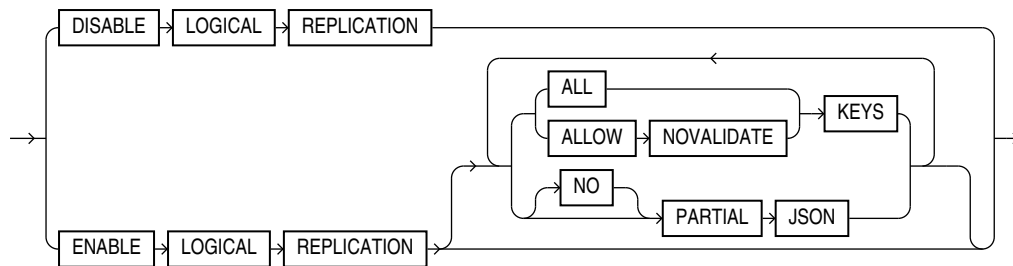 DISABLE LOGICAL REPLICATION
ALL
KEYS
ALLOW NOVALIDATE
NO
PARTIAL JSON
ENABLE LOGICAL REPLICATION